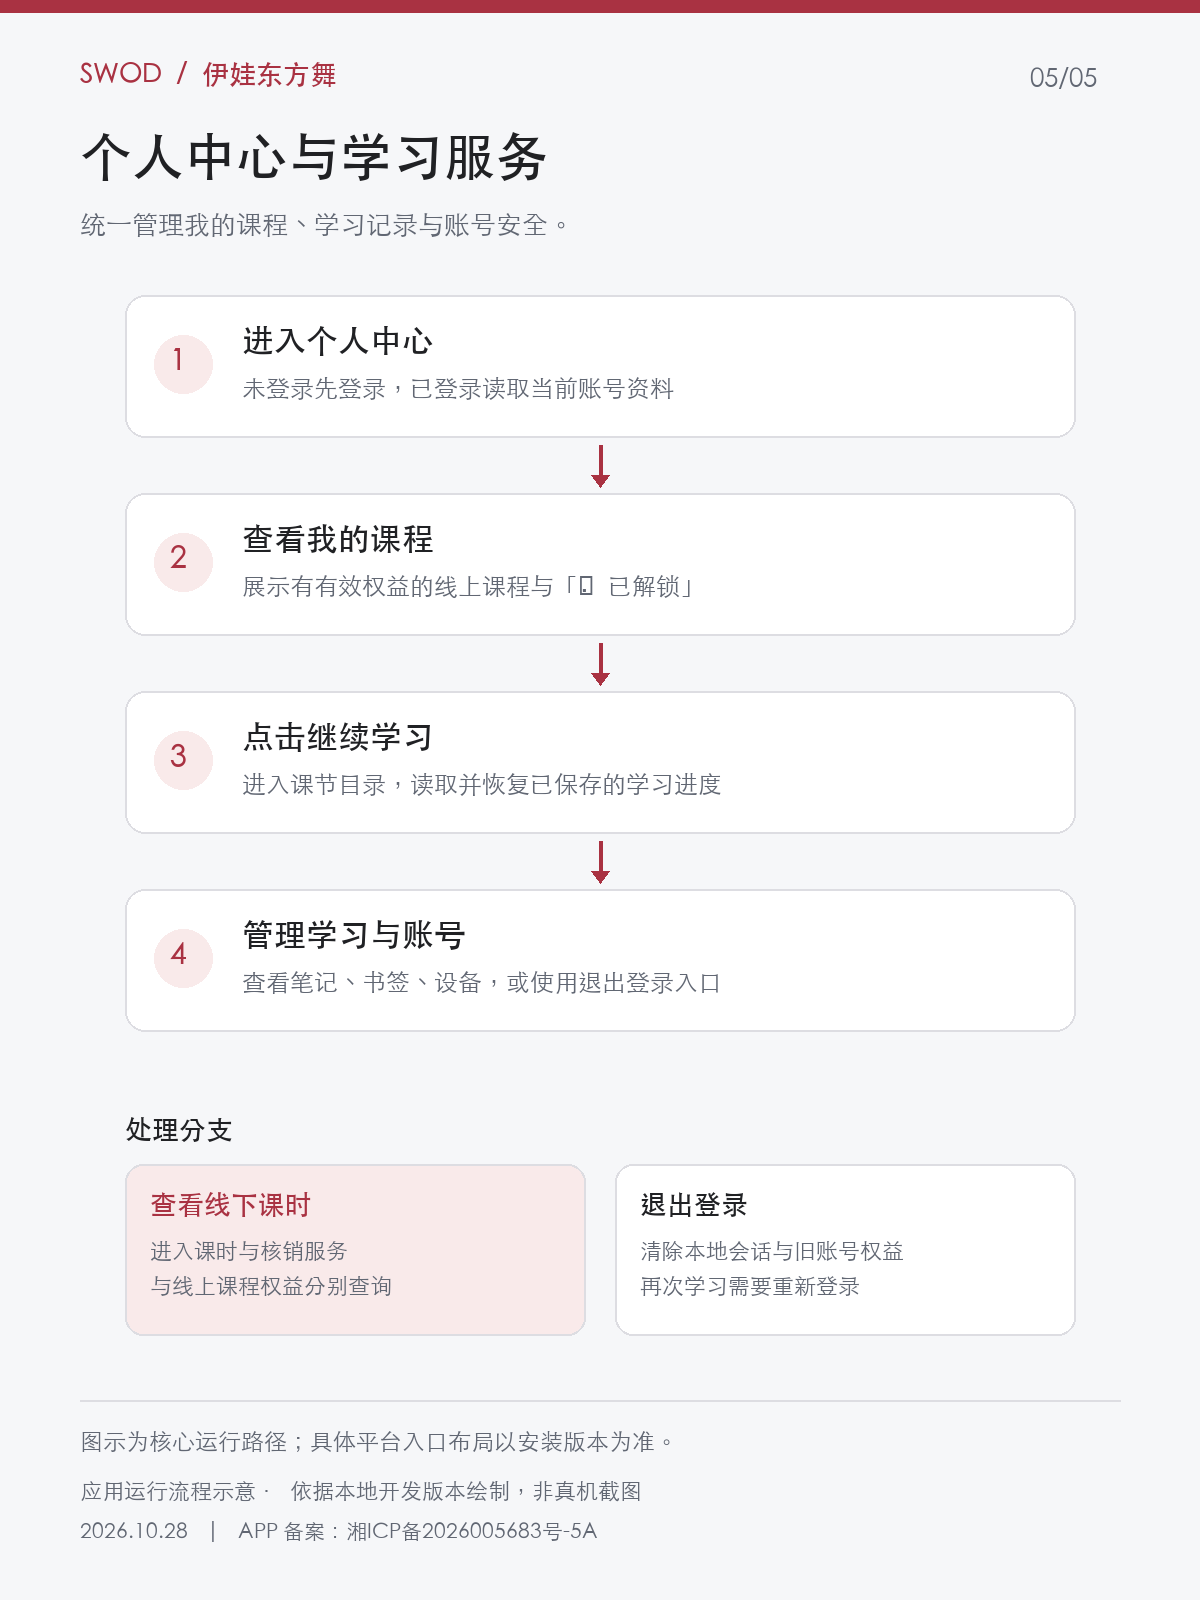 SWOD / 伊娃东方舞
05/05
个人中心与学习服务
统一管理我的课程、学习记录与账号安全。
1
进入个人中心
未登录先登录，已登录读取当前账号资料
2
查看我的课程
展示有有效权益的线上课程与「 已解锁」
3
点击继续学习
进入课节目录，读取并恢复已保存的学习进度
4
管理学习与账号
查看笔记、书签、设备，或使用退出登录入口
处理分支
查看线下课时
进入课时与核销服务
与线上课程权益分别查询
退出登录
清除本地会话与旧账号权益
再次学习需要重新登录
图示为核心运行路径；具体平台入口布局以安装版本为准。
应用运行流程示意 · 依据本地开发版本绘制，非真机截图
2026.10.28 | APP 备案：湘ICP备2026005683号-5A